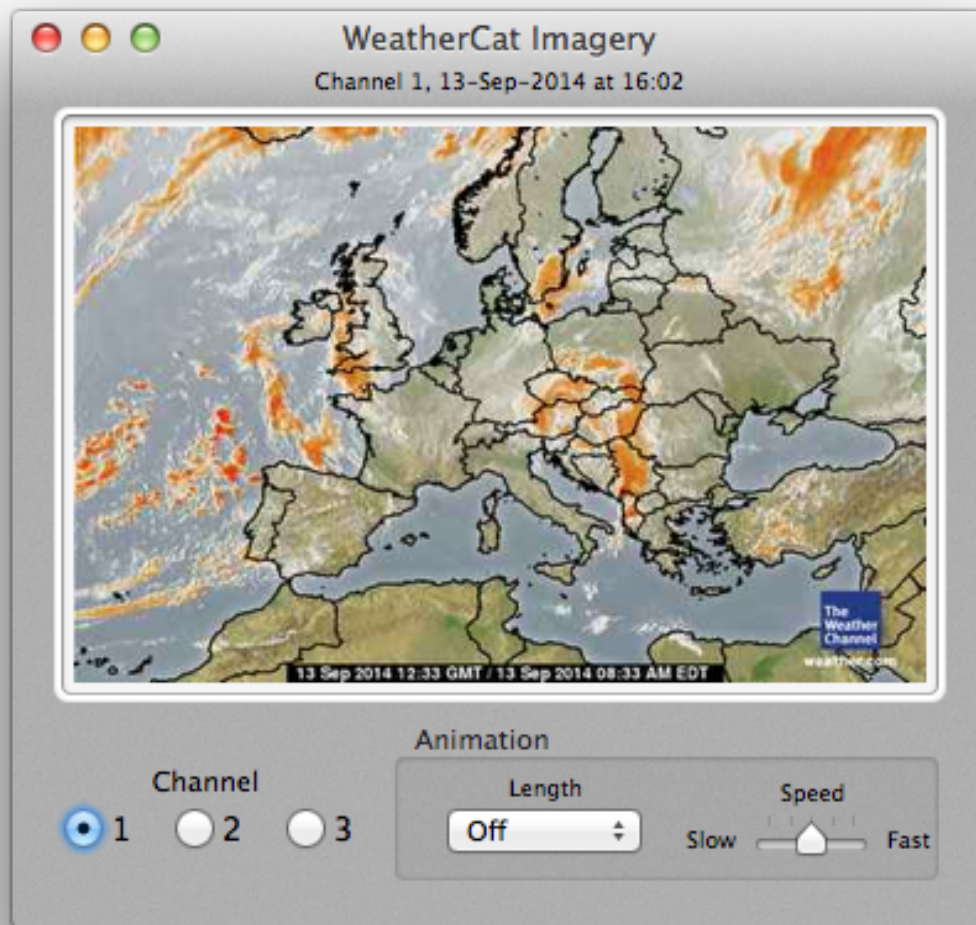 WeatherCat Imagery
Channel 1, 13-Sep-2014 at 16:02
The
Weather
Channel
weather.com
13 Sep 2014 12:33 GMT / 13 Sep 2014 08:33 AM EDT
Animation
Channel
1 2 3
Length
Off
Speed
Slow Fast